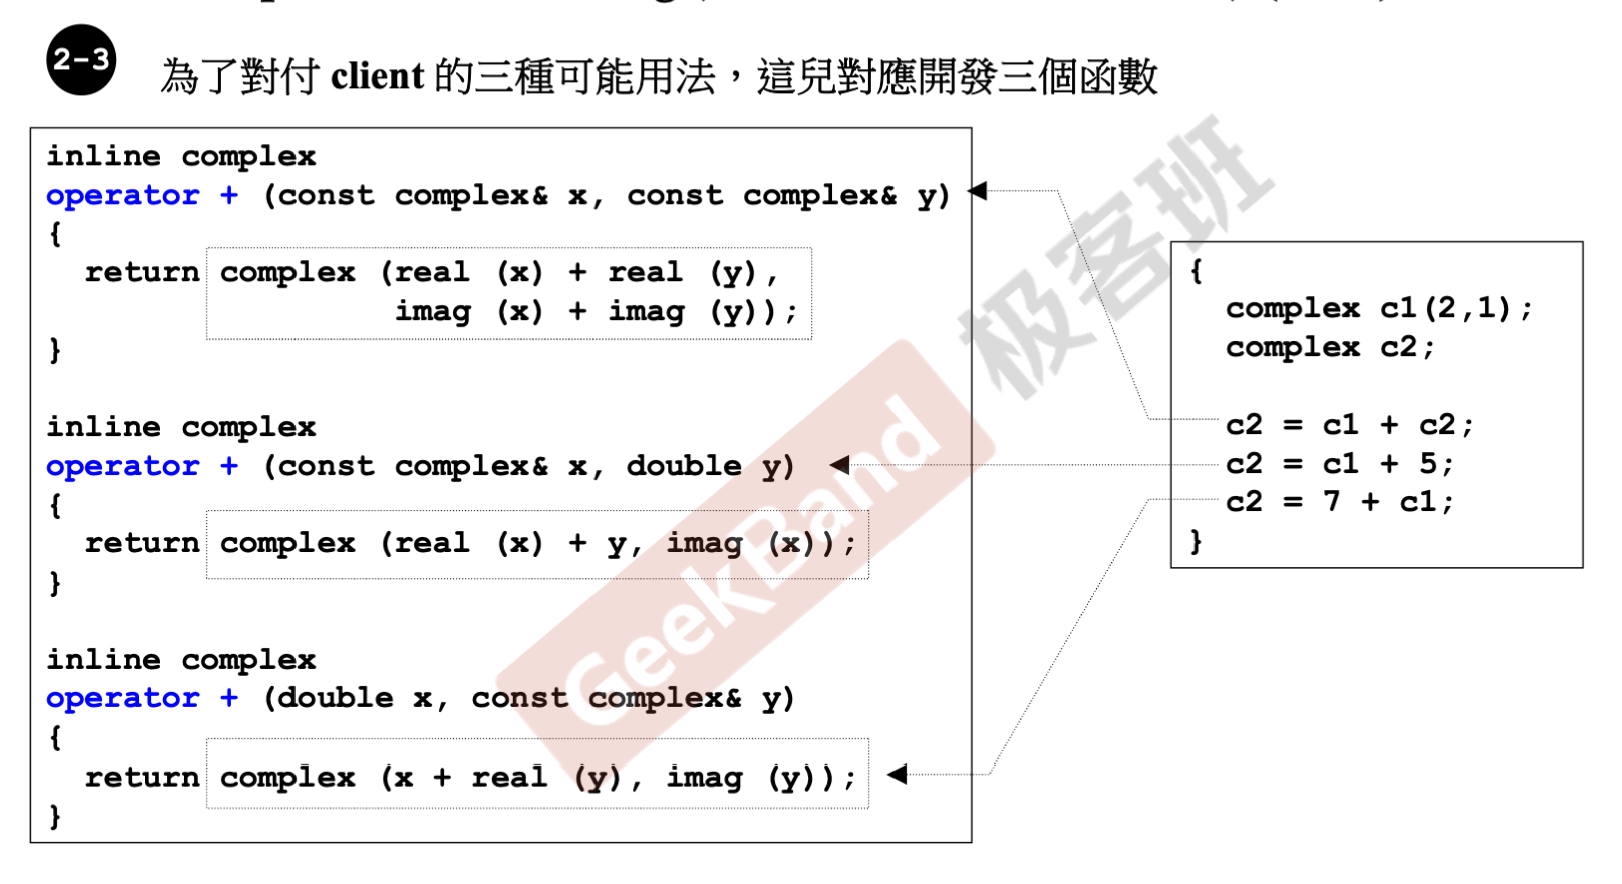 2-3
為了對付 client 的三種可能用法，這兒對應開發三個函數
inline complex
operator + (const complex& x, const complex& y)
{
  return complex (real (x) + real (y),
                  imag (x) + imag (y));
}
inline complex
operator + (const complex& x, double y)
{
  return complex (real (x) + y, imag (x));
}
inline complex
operator + (double x, const complex& y)
{
  return complex (x + real (y), imag (y));
}
{
  complex c1(2,1);
  complex c2;
  c2 = c1 + c2;
  c2 = c1 + 5;
  c2 = 7 + c1;
}
GeekBand 极客班